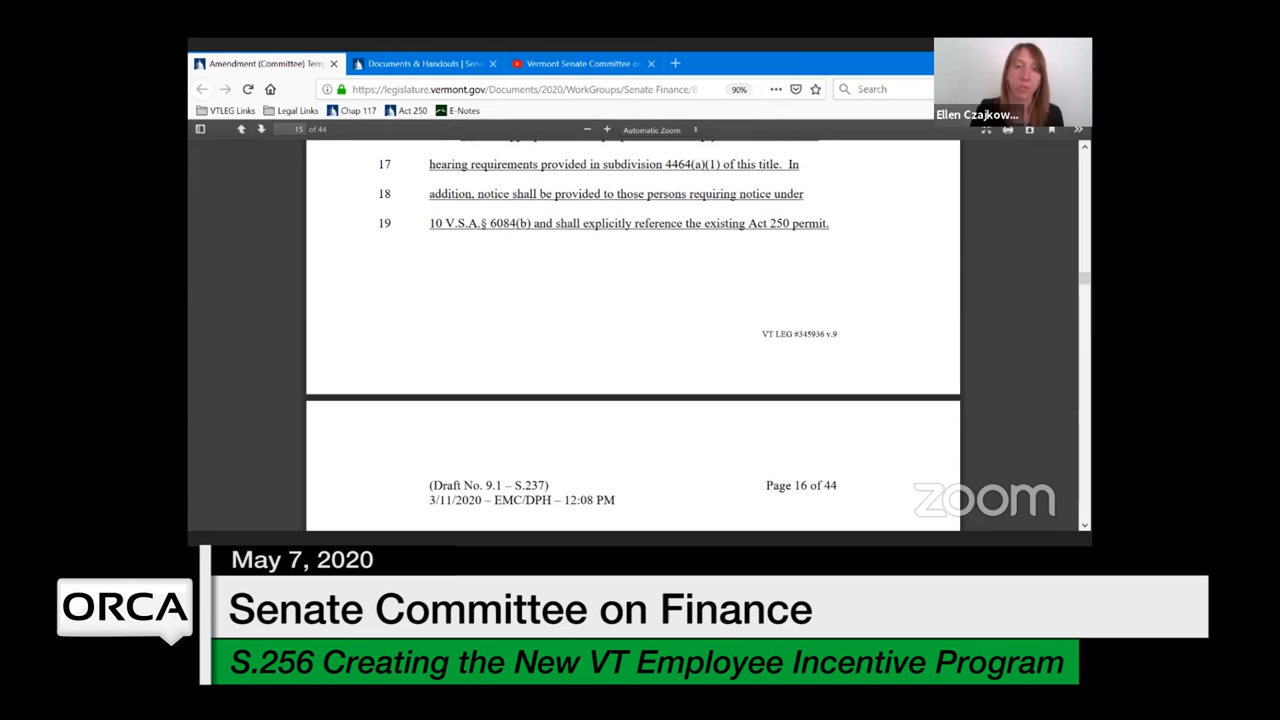 Amendment (Committee) Temp
Documents & Handouts | Sena
Vermont Senate Committee on
https://legislature.vermont.gov/Documents/2020/WorkGroups/Senate Finance/B
90%
Search
VTLEG Links
Legal Links
Chap 117
Act 250
E-Notes
Ellen Czajkow...
15 of 44
Automatic Zoom
17 hearing requirements provided in subdivision 4464(a)(1) of this title. In
18 addition, notice shall be provided to those persons requiring notice under
19 10 V.S.A.§ 6084(b) and shall explicitly reference the existing Act 250 permit.
VT LEG #345936 v.9
(Draft No. 9.1 – S.237) Page 16 of 44
3/11/2020 – EMC/DPH – 12:08 PM
zoom
May 7, 2020
ORCA
Senate Committee on Finance
S.256 Creating the New VT Employee Incentive Program